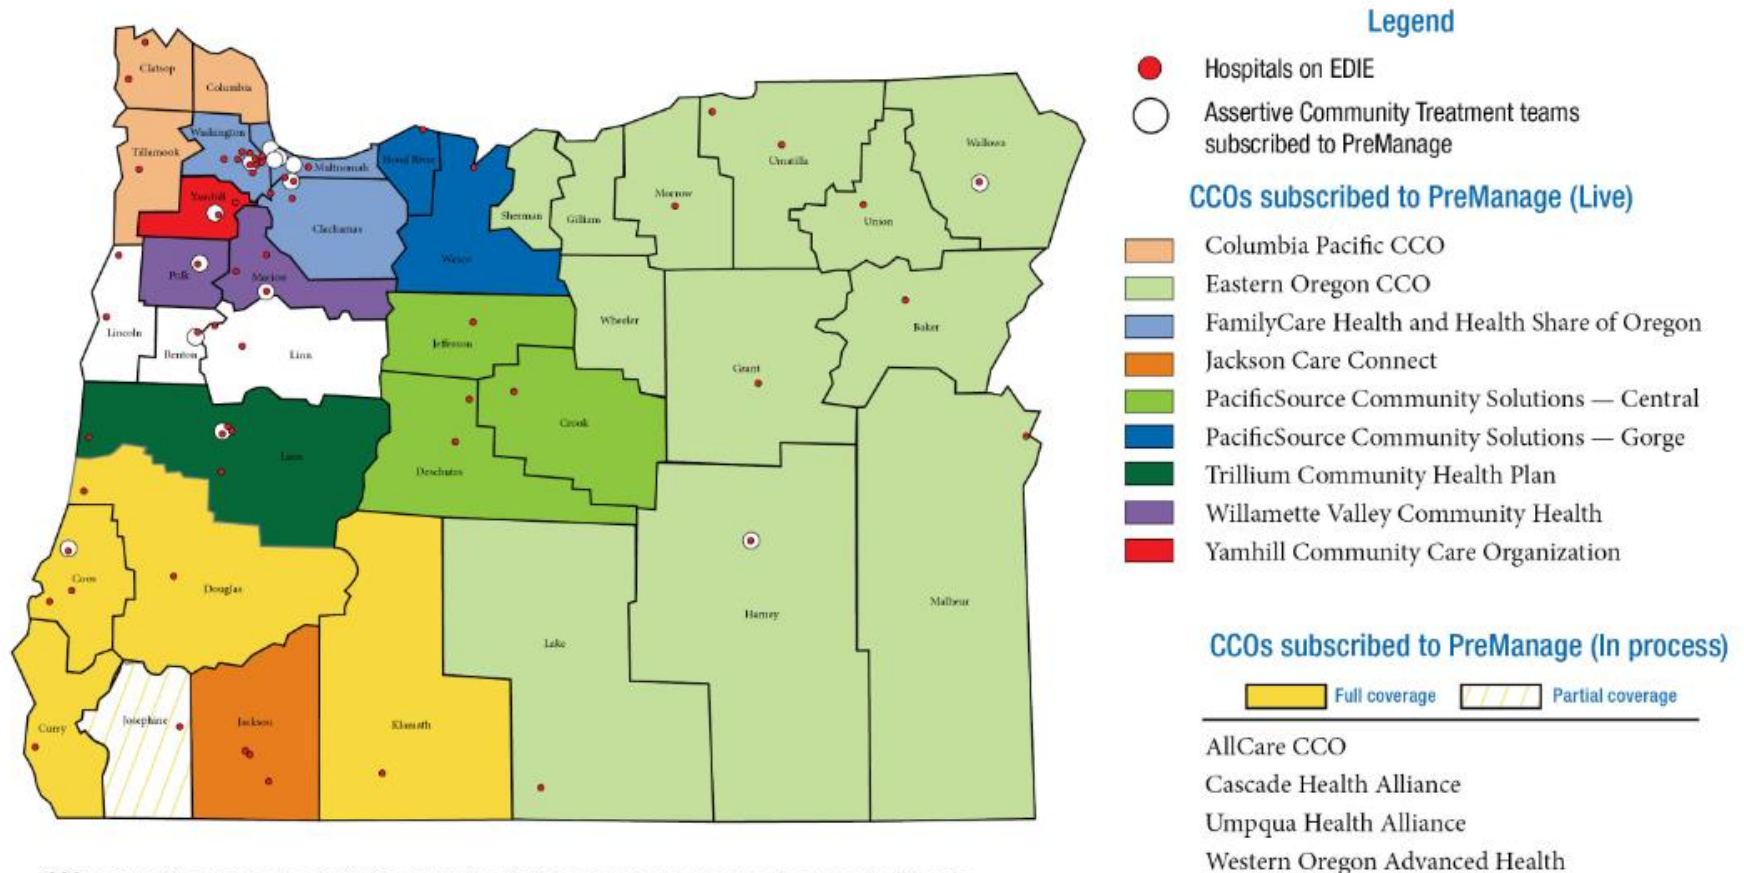 Legend
Hospitals on EDIE
Assertive Community Treatment teams
subscribed to PreManage
CCOs subscribed to PreManage (Live)
Columbia Pacific CCO
Eastern Oregon CCO
FamilyCare Health and Health Share of Oregon
Jackson Care Connect
PacificSource Community Solutions — Central
PacificSource Community Solutions — Gorge
Trillium Community Health Plan
Willamette Valley Community Health
Yamhill Community Care Organization
CCOs subscribed to PreManage (In process)
Full coverage
Partial coverage
AllCare CCO
Cascade Health Alliance
Umpqua Health Alliance
Western Oregon Advanced Health
Clatsop
Columbia
Washington
Tillamook
Multnomah
Hood River
Yamhill
Clackamas
Wasco
Sherman
Gilliam
Morrow
Umatilla
Union
Wallowa
Polk
Marion
Lincoln
Benton
Linn
Jefferson
Wheeler
Grant
Baker
Crook
Deschutes
Lane
Coos
Douglas
Lake
Harney
Malheur
Curry
Josephine
Jackson
Klamath